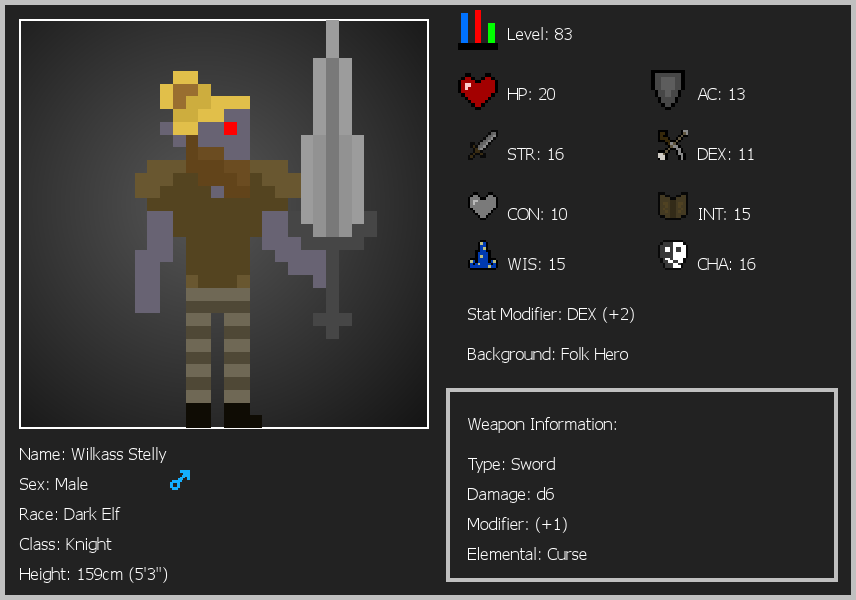 Level: 83
HP: 20
AC: 13
STR: 16
DEX: 11
CON: 10
INT: 15
WIS: 15
CHA: 16
Stat Modifier: DEX (+2)
Background: Folk Hero
Weapon Information:
Type: Sword
Damage: d6
Modifier: (+1)
Elemental: Curse
Name: Wilkass Stelly
Sex: Male
Race: Dark Elf
Class: Knight
Height: 159cm (5'3")